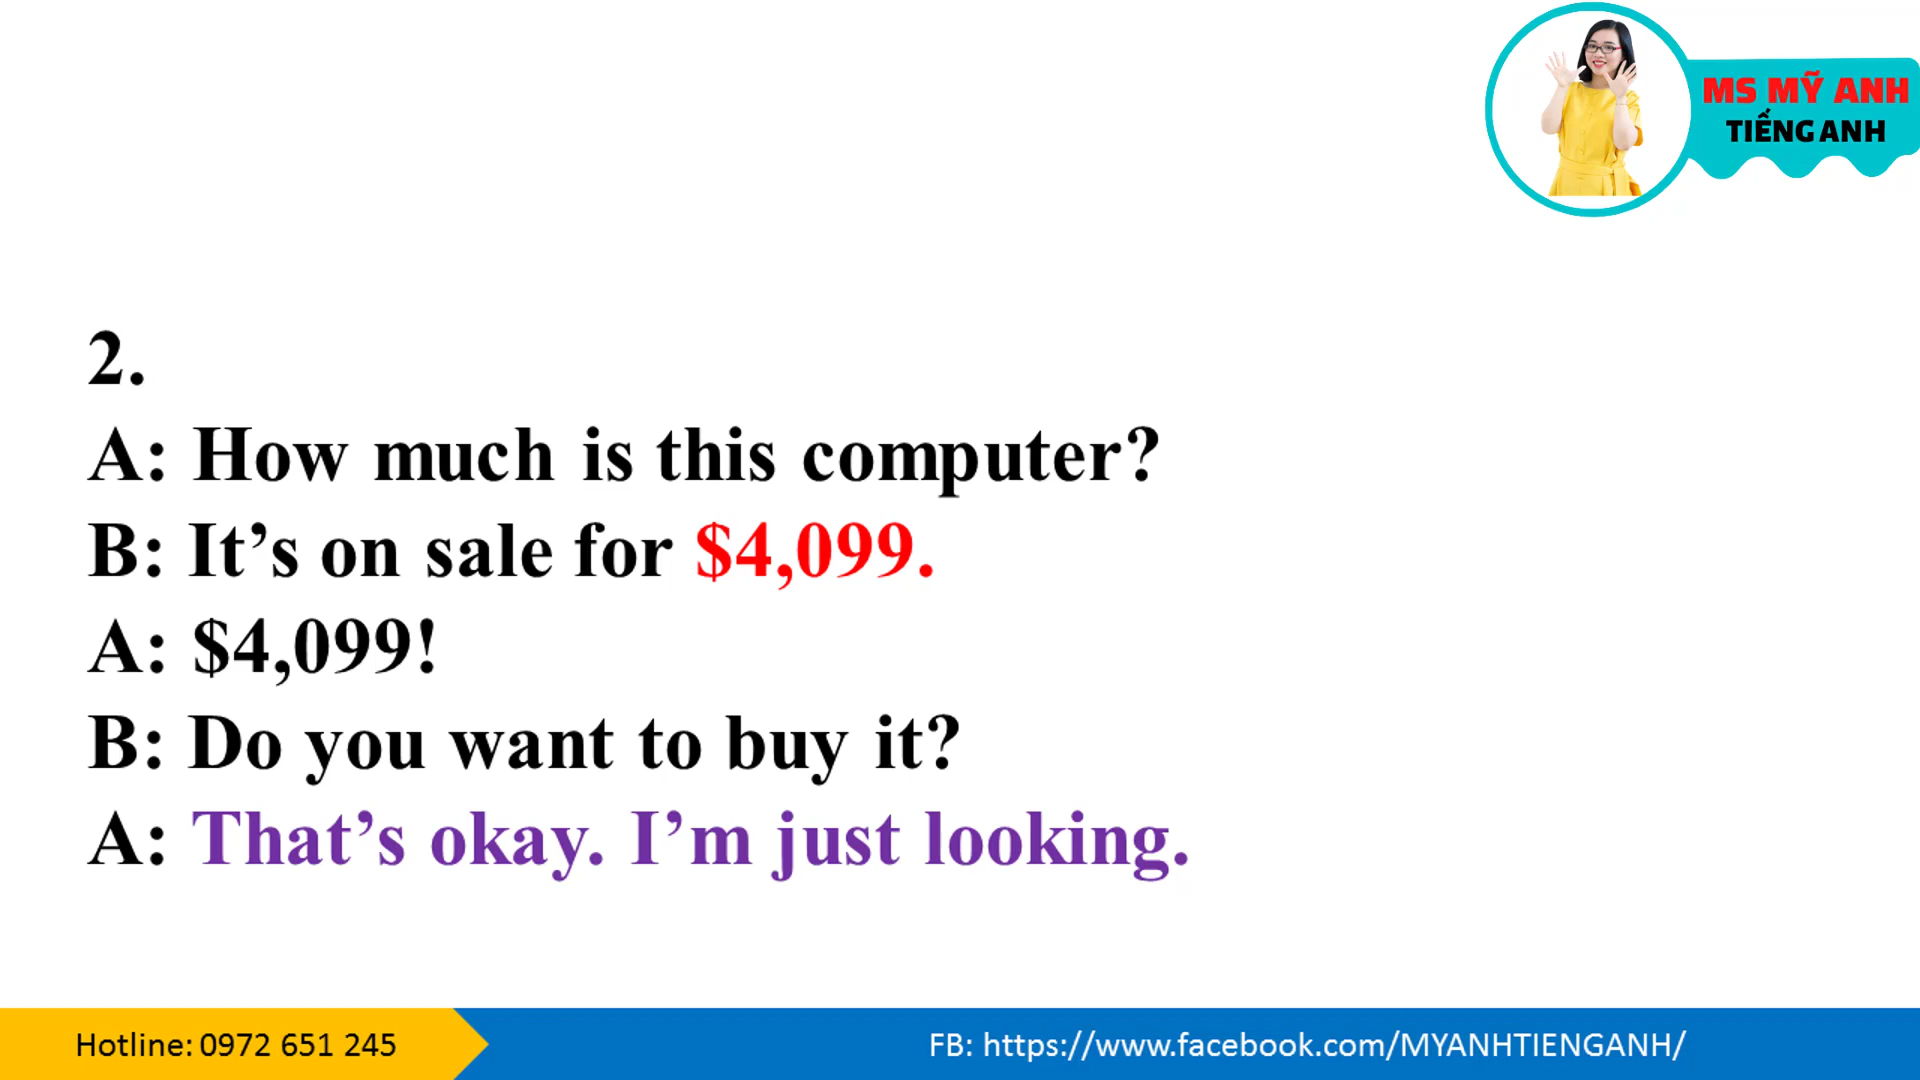 MS MỸ ANH
TIẾNG ANH
2.
A: How much is this computer?
B: It’s on sale for $4,099.
A: $4,099!
B: Do you want to buy it?
A: That’s okay. I’m just looking.
Hotline: 0972 651 245
FB: https://www.facebook.com/MYANHTIENGANH/